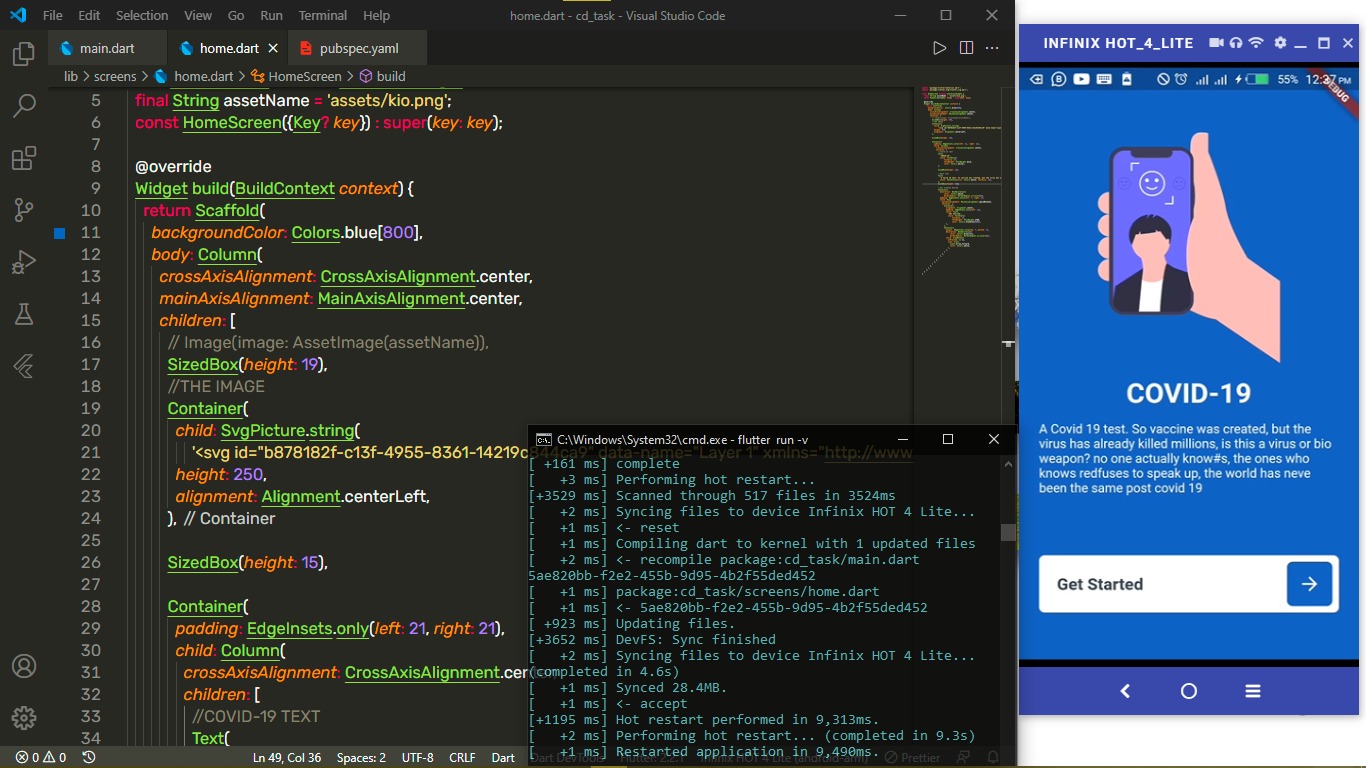 File Edit Selection View Go Run Terminal Help home.dart - cd_task - Visual Studio Code
main.dart home.dart pubspec.yaml
lib > screens > home.dart > HomeScreen > build
5 final String assetName = 'assets/kio.png';
6 const HomeScreen({Key? key}) : super(key: key);
7
8 @override
9 Widget build(BuildContext context) {
10 return Scaffold(
11 backgroundColor: Colors.blue[800],
12 body: Column(
13 crossAxisAlignment: CrossAxisAlignment.center,
14 mainAxisAlignment: MainAxisAlignment.center,
15 children: [
16 // Image(image: AssetImage(assetName)),
17 SizedBox(height: 19),
18 //THE IMAGE
19 Container(
20 child: SvgPicture.string(
21 '<svg id="b878182f-c13f-4955-8361-14219d844ca9" data-name="Layer 1" xmlns="http://www
22 height: 250,
23 alignment: Alignment.centerLeft,
24 ), // Container
25
26 SizedBox(height: 15),
27
28 Container(
29 padding: EdgeInsets.only(left: 21, right: 21),
30 child: Column(
31 crossAxisAlignment: CrossAxisAlignment.cen
32 children: [
33 //COVID-19 TEXT
34 Text(
0 0 Ln 49, Col 36 Spaces: 2 UTF-8 CRLF Dart Dart DevTools Flutter: 2.2.1 Infinix HOT 4 Lite (android-arm) Prettier
C:\Windows\System32\cmd.exe - flutter run -v
[ +161 ms] complete
[ +3 ms] Performing hot restart...
[+3529 ms] Scanned through 517 files in 3524ms
[ +2 ms] Syncing files to device Infinix HOT 4 Lite...
[ +1 ms] <- reset
[ +1 ms] Compiling dart to kernel with 1 updated files
[ +2 ms] <- recompile package:cd_task/main.dart
5ae820bb-f2e2-455b-9d95-4b2f55ded452
[ +1 ms] package:cd_task/screens/home.dart
[ +1 ms] <- 5ae820bb-f2e2-455b-9d95-4b2f55ded452
[ +923 ms] Updating files.
[+3652 ms] DevFS: Sync finished
[ +2 ms] Syncing files to device Infinix HOT 4 Lite...
(completed in 4.6s)
[ +1 ms] Synced 28.4MB.
[ +1 ms] <- accept
[+1195 ms] Hot restart performed in 9,313ms.
[ +2 ms] Performing hot restart... (completed in 9.3s)
[ +1 ms] Restarted application in 9,490ms.
INFINIX HOT_4_LITE
55% 12:37 PM
DEBUG
COVID-19
A Covid 19 test. So vaccine was created, but the
virus has already killed millions, is this a virus or bio
weapon? no one actually know#s, the ones who
knows redfuses to speak up, the world has neve
been the same post covid 19
Get Started